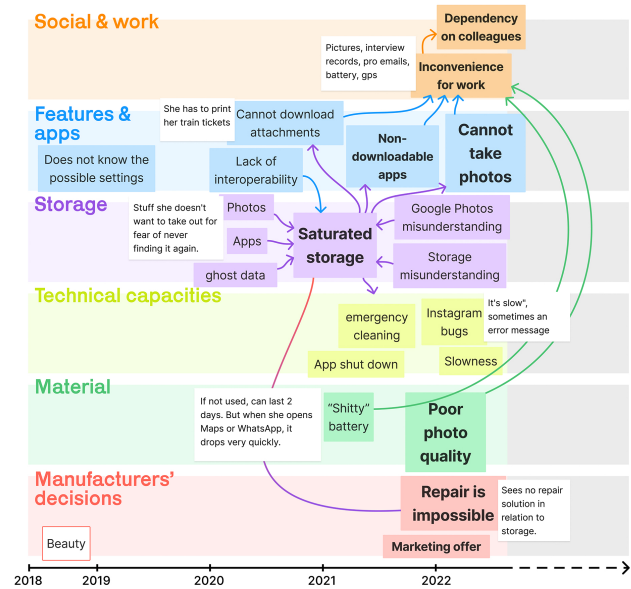 Social & work
Dependency
on colleagues
Pictures, interview
records, pro emails,
battery, gps
Inconvenience
for work
Features &
apps
She has to print
her train tickets
Cannot download
attachments
Does not know the
possible settings
Lack of
interoperability
Non-
downloadable
apps
Cannot
take
photos
Storage
Stuff she doesn't
want to take out for
fear of never
finding it again.
Photos
Apps
ghost data
Saturated
storage
Google Photos
misunderstanding
Storage
misunderstanding
Technical capacities
emergency
cleaning
Instagram
bugs
It's slow",
sometimes an
error message
App shut down
Slowness
Material
If not used, can last 2
days. But when she opens
Maps or WhatsApp, it
drops very quickly.
“Shitty”
battery
Poor
photo
quality
Manufacturers’
decisions
Repair is
impossible
Sees no repair
solution in
relation to
storage.
Beauty
Marketing offer
2018
2019
2020
2021
2022